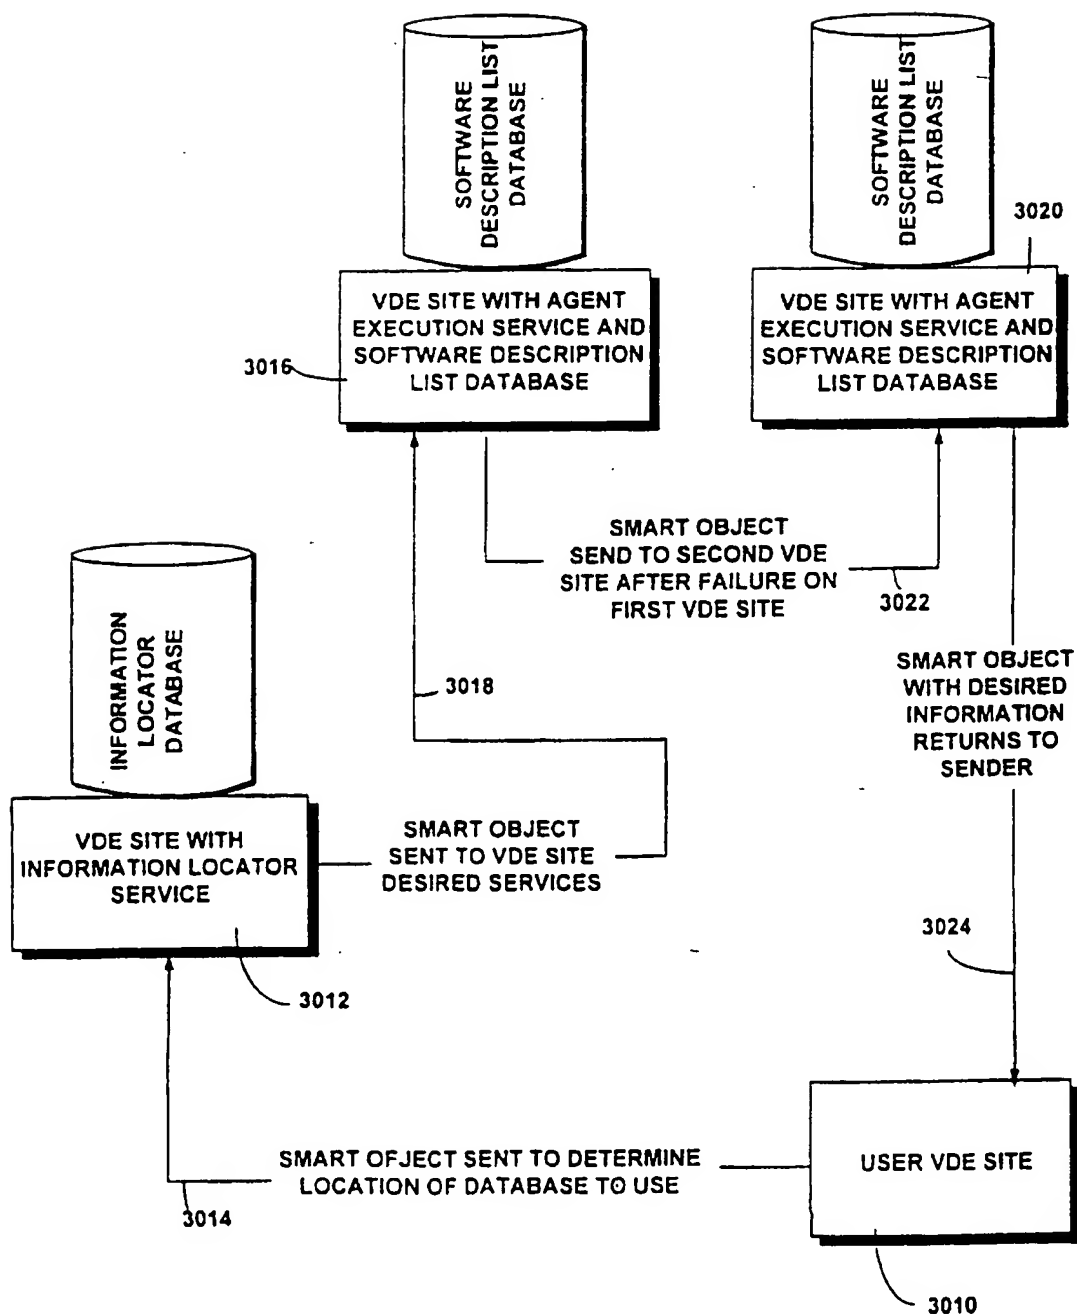 SOFTWARE
DESCRIPTION LIST
DATABASE
SOFTWARE
DESCRIPTION LIST
DATABASE
3020
VDE SITE WITH AGENT
EXECUTION SERVICE AND
SOFTWARE DESCRIPTION
LIST DATABASE
3016
VDE SITE WITH AGENT
EXECUTION SERVICE AND
SOFTWARE DESCRIPTION
LIST DATABASE
SMART OBJECT
SEND TO SECOND VDE
SITE AFTER FAILURE ON
FIRST VDE SITE
3022
INFORMATION
LOCATOR
DATABASE
3018
SMART OBJECT
WITH DESIRED
INFORMATION
RETURNS TO
SENDER
VDE SITE WITH
INFORMATION LOCATOR
SERVICE
SMART OBJECT
SENT TO VDE SITE
DESIRED SERVICES
3012
3024
SMART OFJECT SENT TO DETERMINE
LOCATION OF DATABASE TO USE
3014
USER VDE SITE
3010